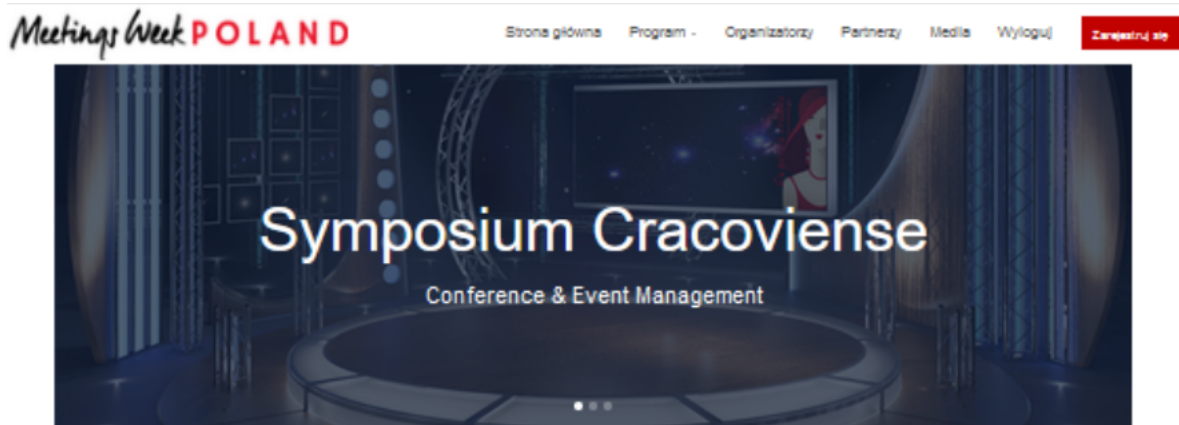 Meetings Week POLAND
Strona główna Program - Organizatorzy Partnerzy Media Wyloguj Zarejestruj się
Symposium Cracoviense
Conference & Event Management